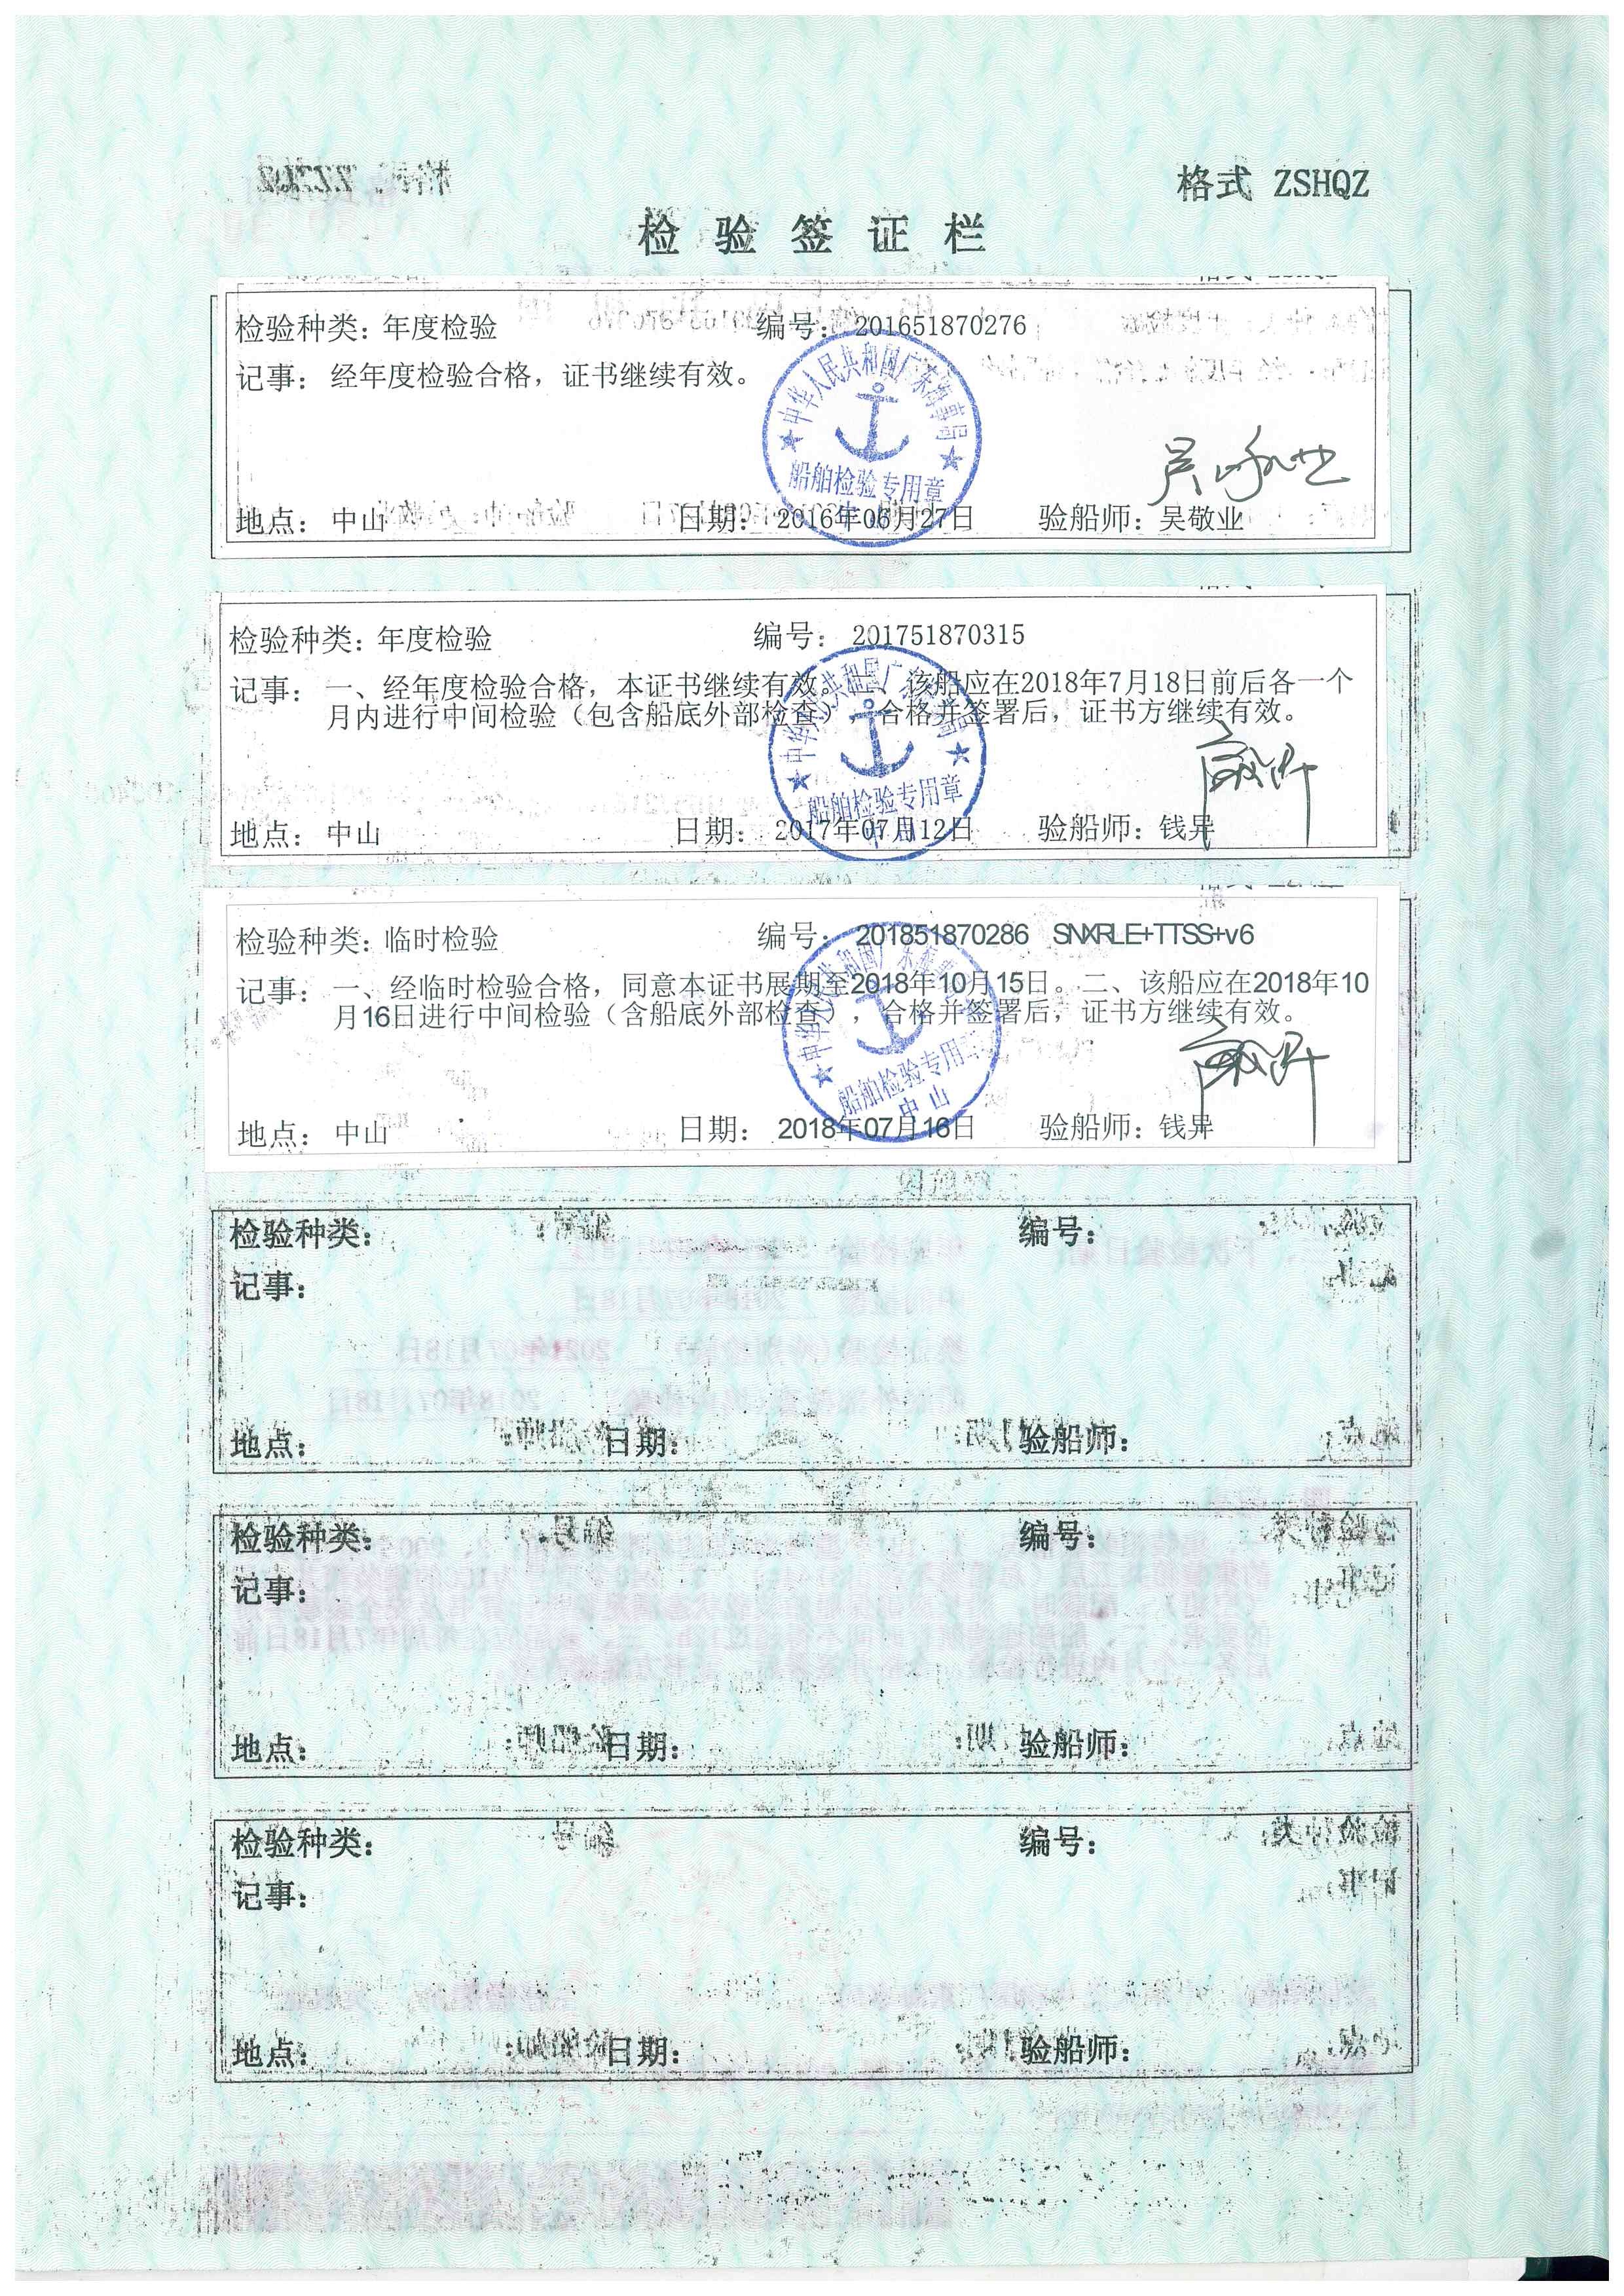 格式 ZSHQZ
检验签证栏
检验种类：年度检验 编号：201651870276
记事：经年度检验合格，证书继续有效。
中华人民共和国广东海事局
船舶检验专用章
地点：中山 日期：2016年06月27日 验船师：吴敬业
检验种类：年度检验 编号：201751870315
记事：一、经年度检验合格，本证书继续有效。二、该船应在2018年7月18日前后各一个
月内进行中间检验（包含船底外部检查），合格并签署后，证书方继续有效。
船舶检验专用章
地点：中山 日期：2017年07月12日 验船师：钱异
检验种类：临时检验 编号：201851870286 SNXRLE+TTSS+v6
记事：一、经临时检验合格，同意本证书展期至2018年10月15日。二、该船应在2018年10
月16日进行中间检验（含船底外部检查），合格并签署后，证书方继续有效。
船舶检验专用
中山
地点：中山 日期：2018年07月16日 验船师：钱异
检验种类： 编号：
记事：
地点： 日期： 验船师：
检验种类： 编号：
记事：
地点： 日期： 验船师：
检验种类： 编号：
记事：
地点： 日期： 验船师：